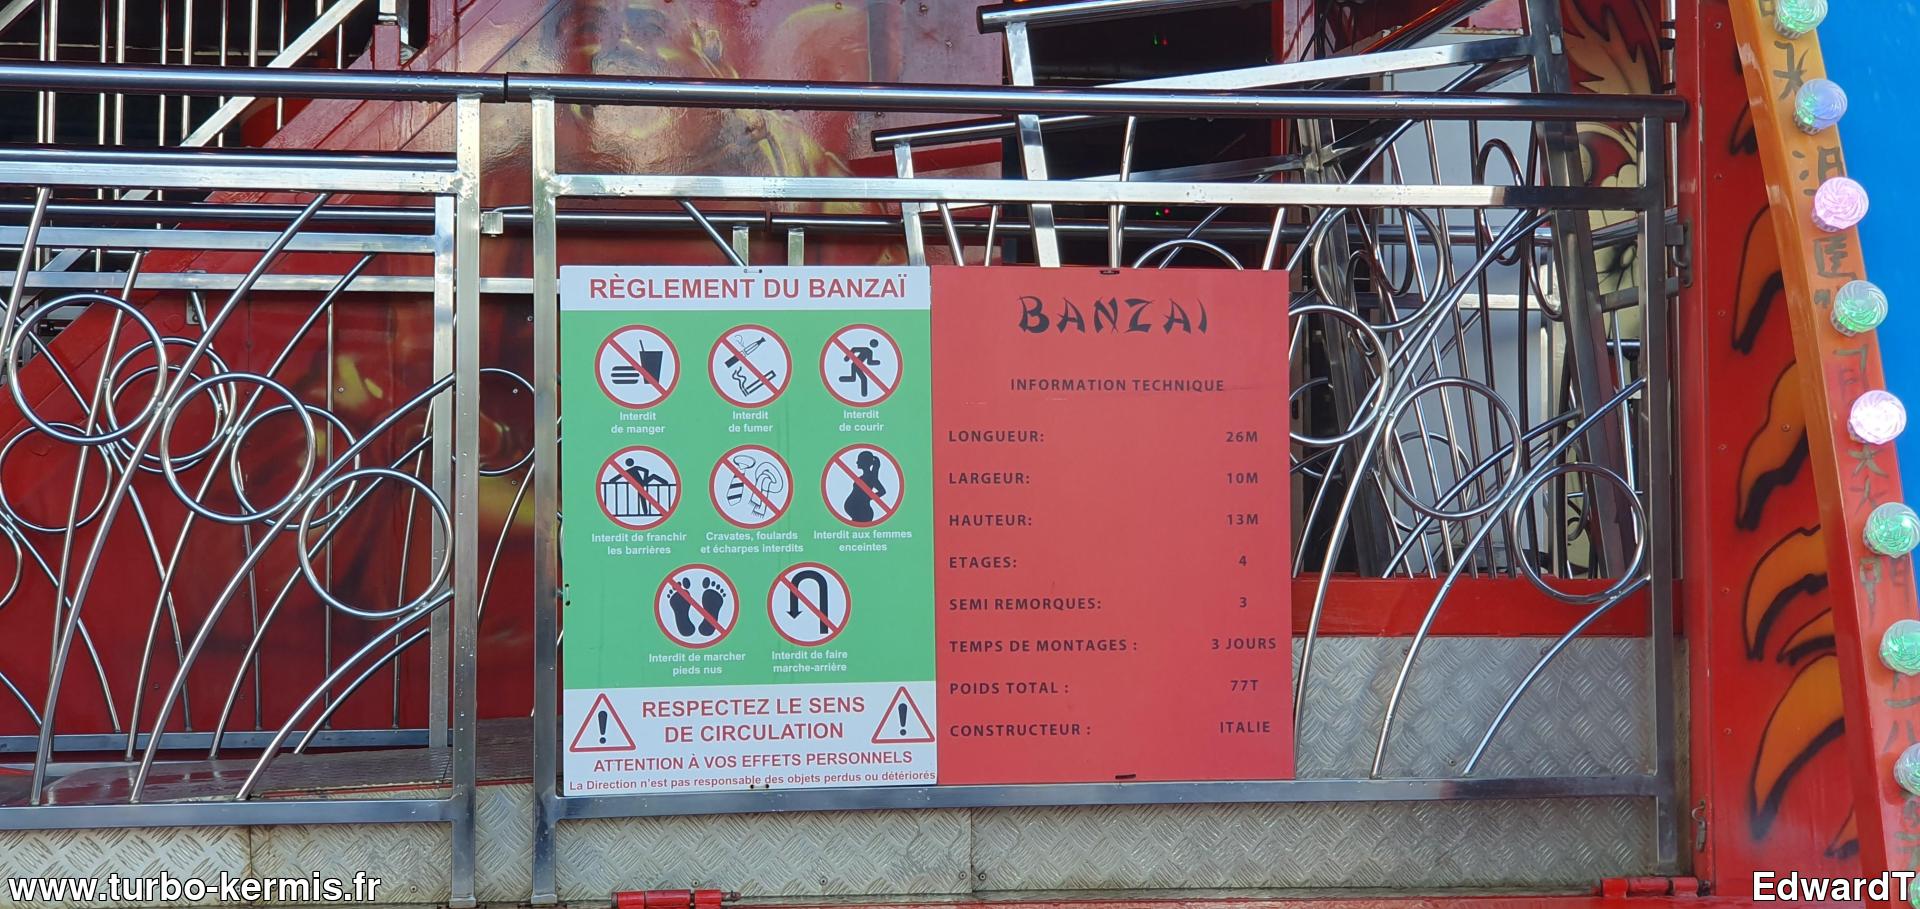 RÈGLEMENT DU BANZAÏ
Interdit
de manger
Interdit
de fumer
Interdit
de courir
Interdit de franchir
les barrières
Cravates, foulards
et écharpes interdits
Interdit aux femmes
enceintes
Interdit de marcher
pieds nus
Interdit de faire
marche-arrière
RESPECTEZ LE SENS
DE CIRCULATION
ATTENTION À VOS EFFETS PERSONNELS
La Direction n'est pas responsable des objets perdus ou détériorés
BANZAI
INFORMATION TECHNIQUE
LONGUEUR: 26M
LARGEUR: 10M
HAUTEUR: 13M
ETAGES: 4
SEMI REMORQUES: 3
TEMPS DE MONTAGES : 3 JOURS
POIDS TOTAL : 77T
CONSTRUCTEUR : ITALIE
www.turbo-kermis.fr
EdwardT